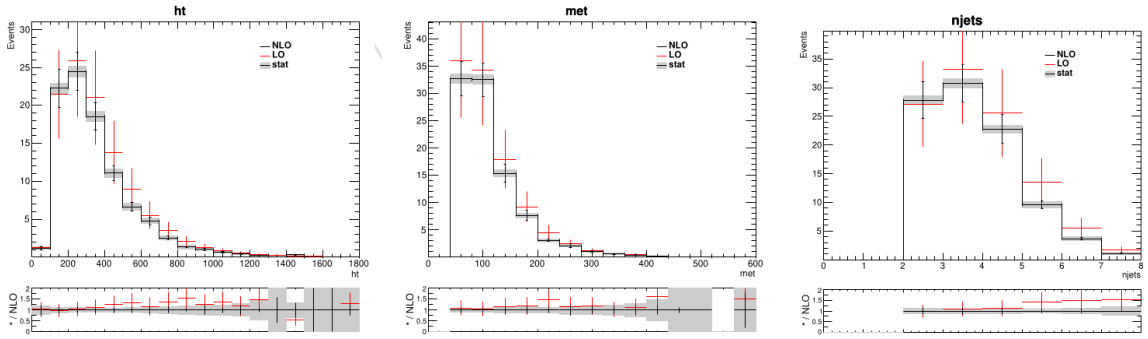 ht
Events
30
25
20
15
10
5
NLO
LO
stat
0 200 400 600 800 1000 1200 1400 1600 1800
ht
* / NLO
2
1.5
1
0.5
0
met
Events
40
35
30
25
20
15
10
5
NLO
LO
stat
0 100 200 300 400 500 600
met
* / NLO
2
1.5
1
0.5
0
njets
Events
35
30
25
20
15
10
5
NLO
LO
stat
0 1 2 3 4 5 6 7 8
njets
* / NLO
2
1.5
1
0.5
0